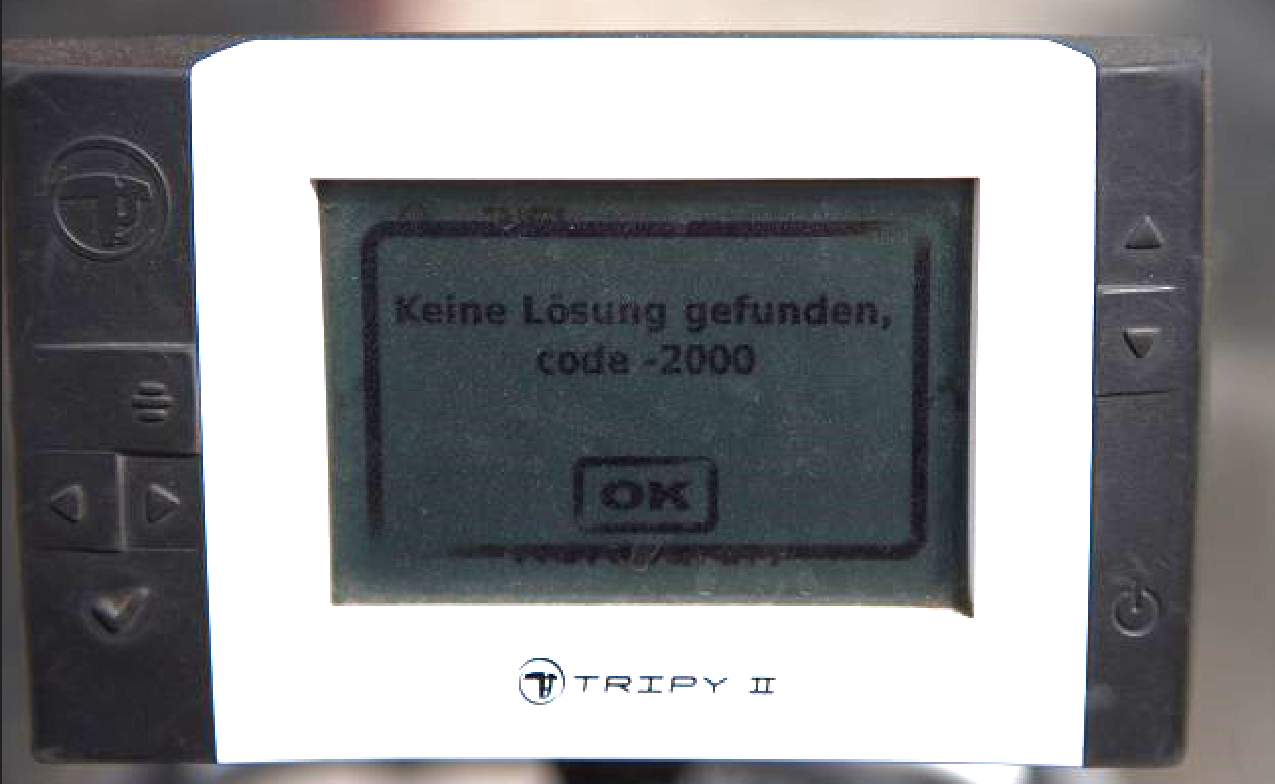 Keine Lösung gefunden,
code -2000
OK
TRIPY II